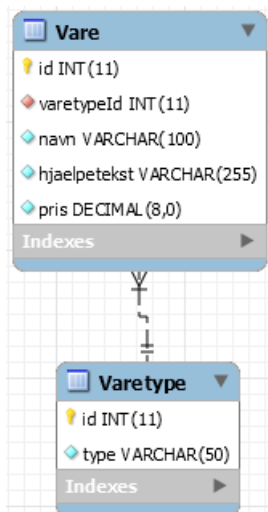 Vare
id INT(11)
varetypeId INT(11)
navn VARCHAR(100)
hjaelpetekst VARCHAR(255)
pris DECIMAL(8,0)
Indexes
Varetype
id INT(11)
type VARCHAR(50)
Indexes